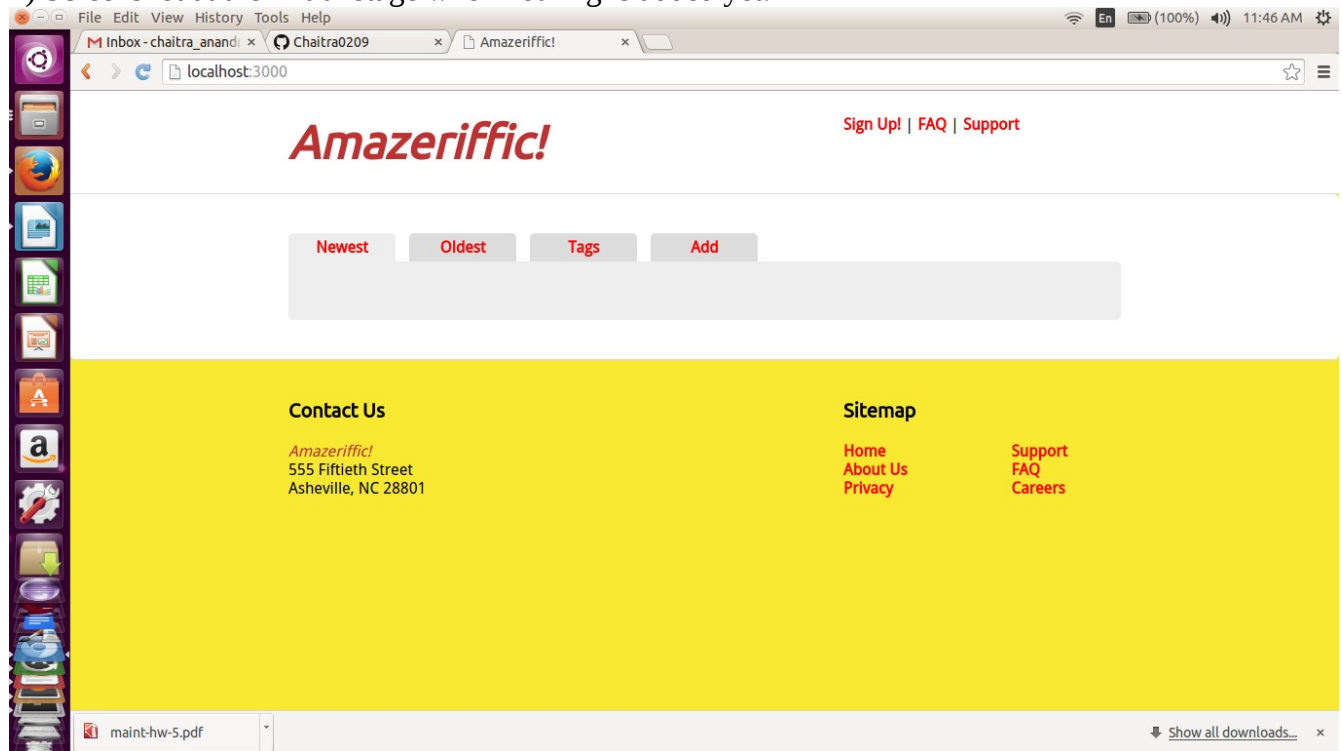 File Edit View History Tools Help En (100%) 11:46 AM
Inbox - chaitra_anand × Chaitra0209 × Amazeriffic! ×
localhost:3000
Amazeriffic!
Sign Up! | FAQ | Support
Newest Oldest Tags Add
Contact Us
Amazeriffic!
555 Fiftieth Street
Asheville, NC 28801
Sitemap
Home Support
About Us FAQ
Privacy Careers
maint-hw-5.pdf Show all downloads... ×